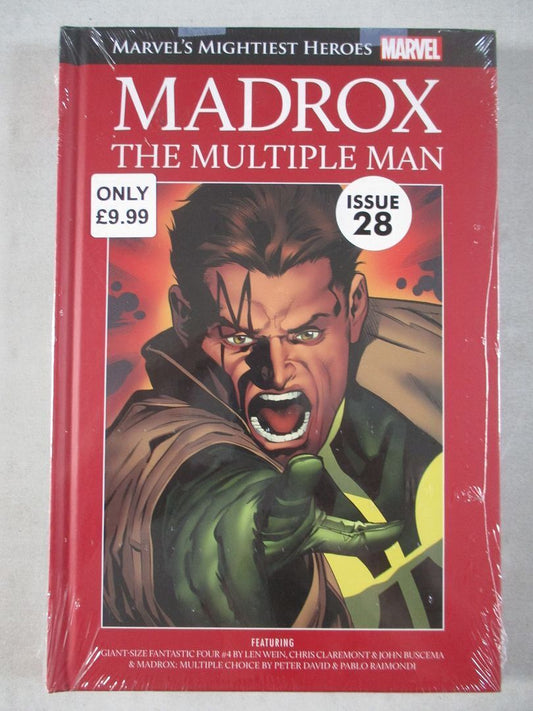 MARVEL'S MIGHTIEST HEROES MARVEL
MADROX
THE MULTIPLE MAN
ONLY
£9.99
ISSUE
28
FEATURING
GIANT-SIZE FANTASTIC FOUR #4 BY LEN WEIN, CHRIS CLAREMONT & JOHN BUSCEMA
& MADROX: MULTIPLE CHOICE BY PETER DAVID & PABLO RAIMONDI